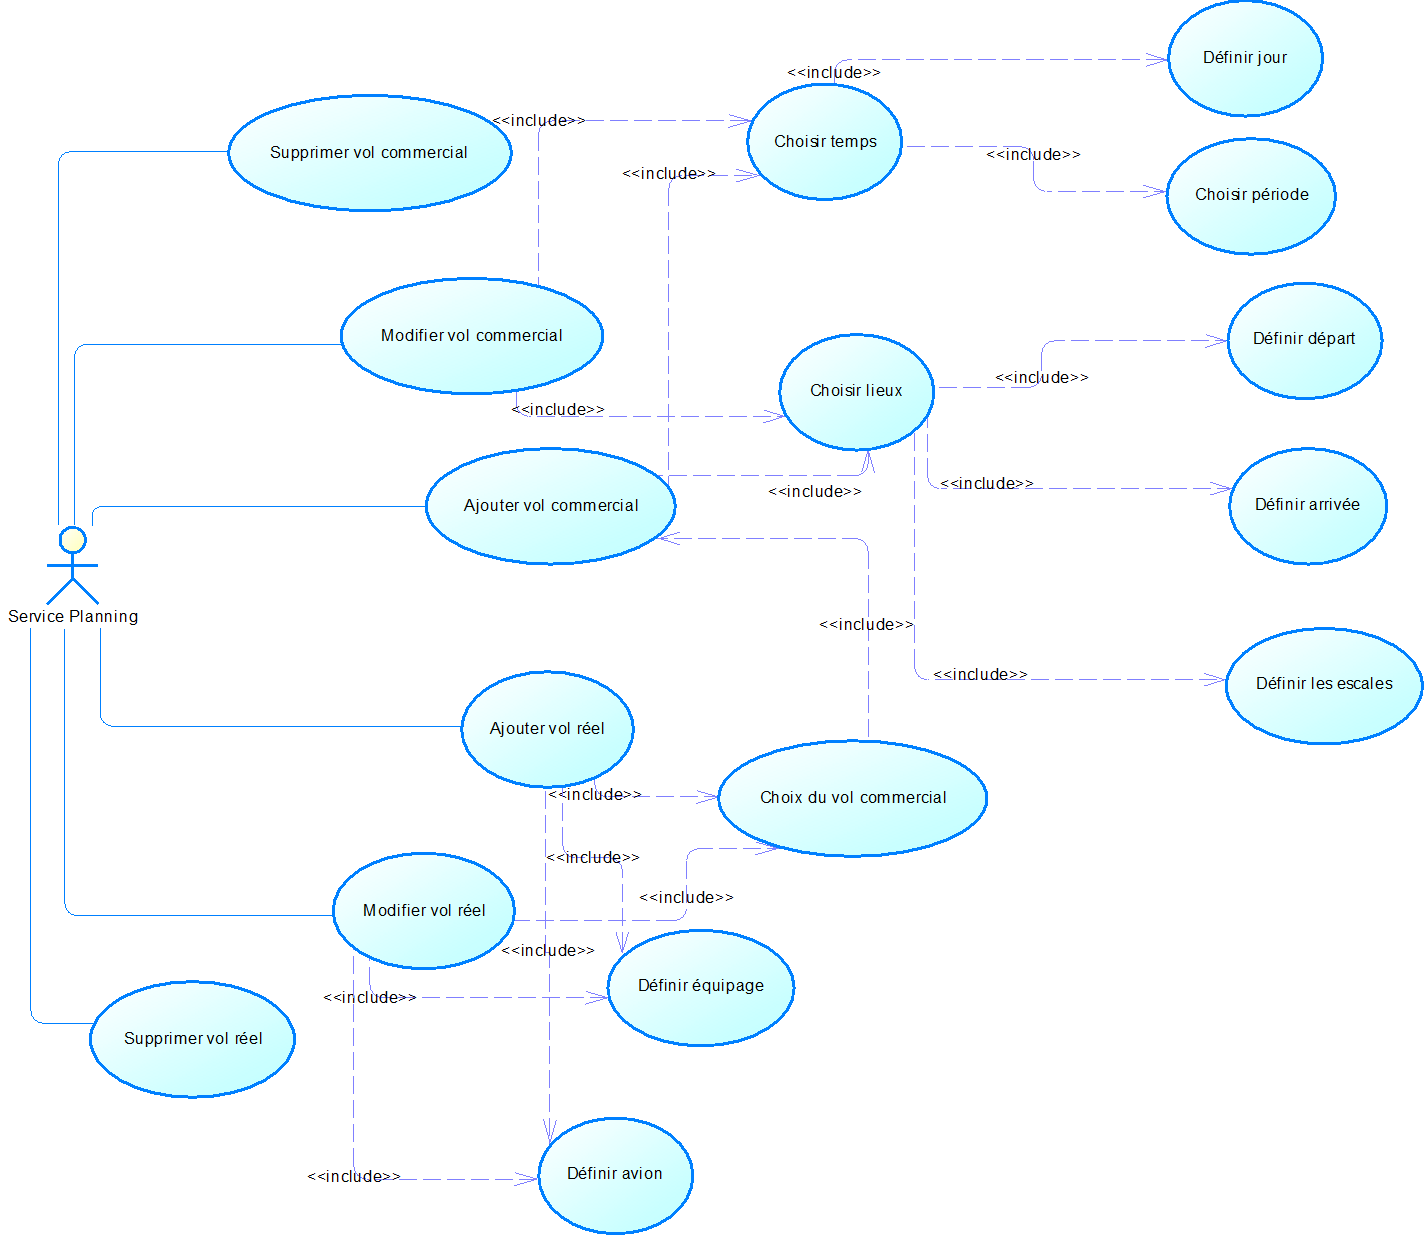 Définir jour
<<include>>
<<include>>
Supprimer vol commercial
Choisir temps
<<include>>
<<include>>
Choisir période
Modifier vol commercial
Définir départ
<<include>>
Choisir lieux
<<include>>
<<include>>
<<include>>
Ajouter vol commercial
Définir arrivée
Service Planning
<<include>>
<<include>>
Définir les escales
Ajouter vol réel
<<include>>
Choix du vol commercial
<<include>>
<<include>>
Modifier vol réel
<<include>>
<<include>>
Définir équipage
Supprimer vol réel
<<include>>
Définir avion